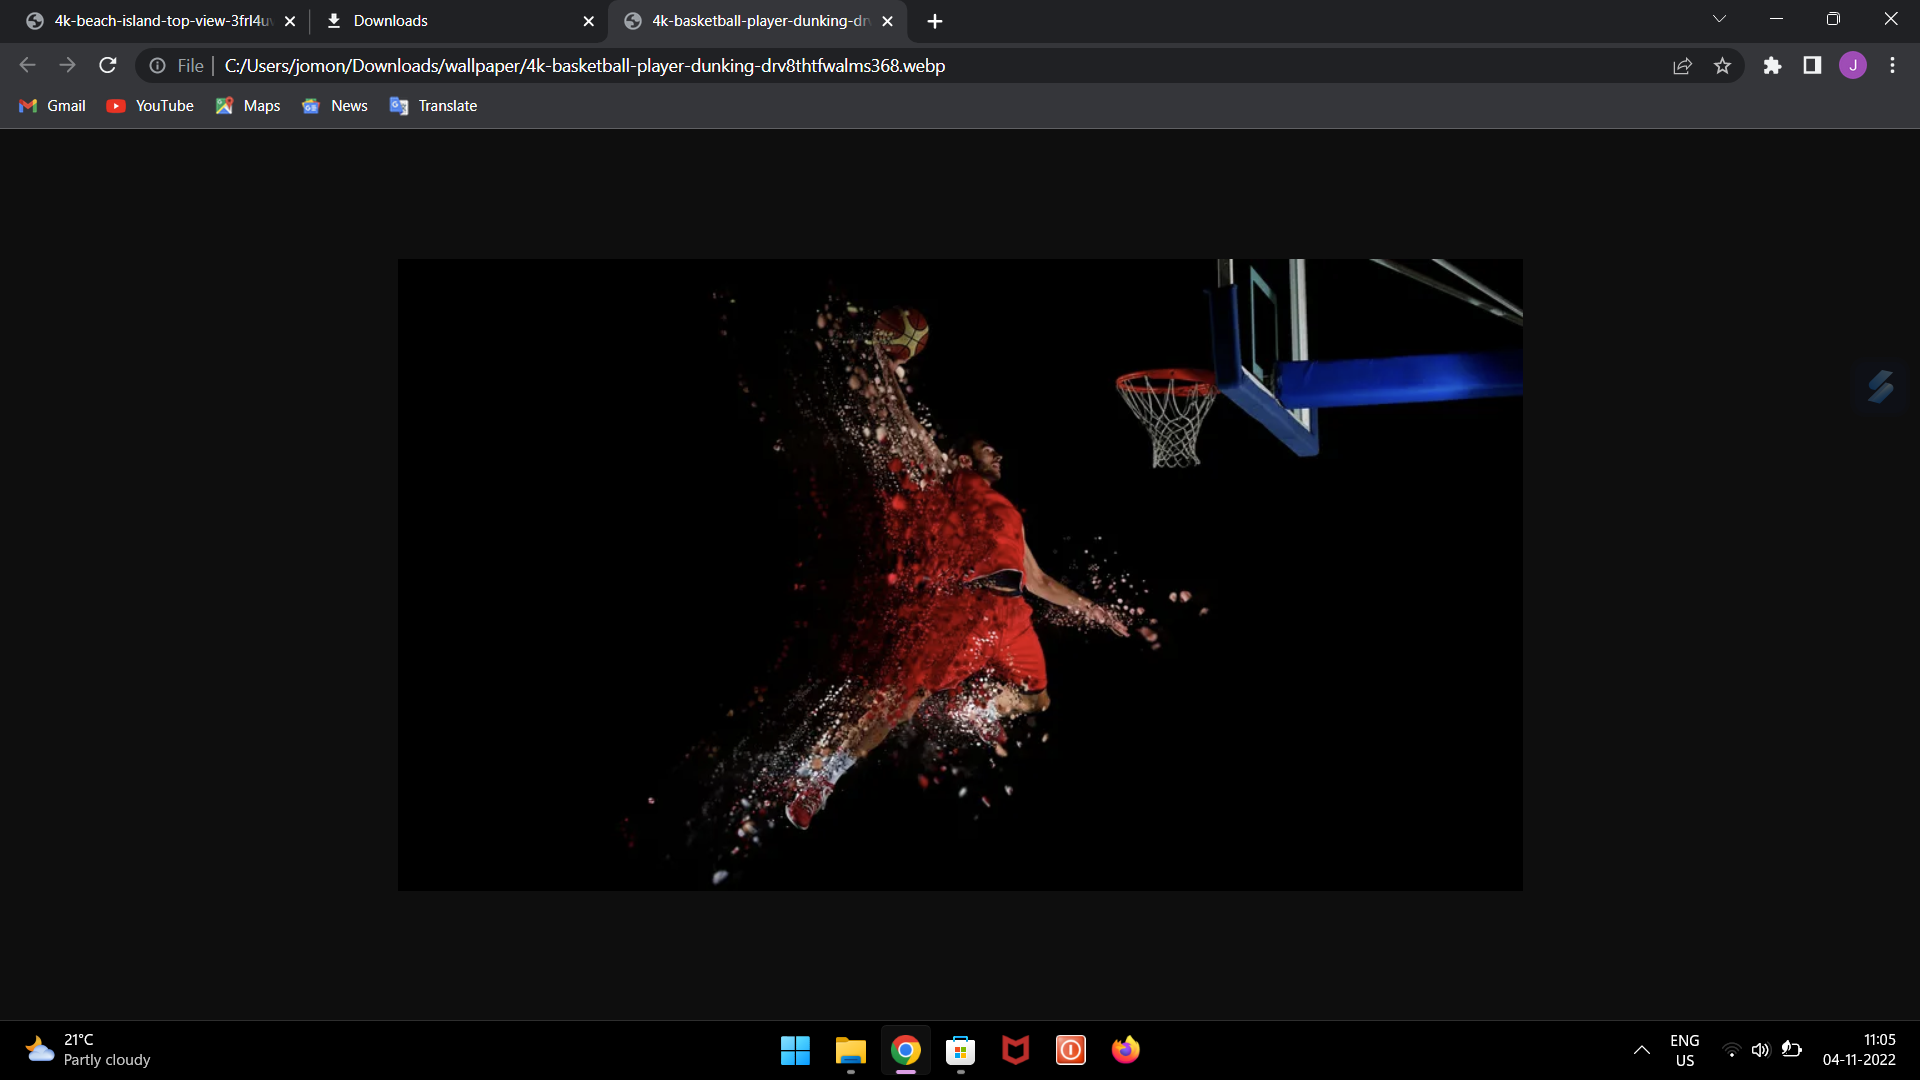 4k-beach-island-top-view-3frl4u
Downloads
4k-basketball-player-dunking-dr
File
C:/Users/jomon/Downloads/wallpaper/4k-basketball-player-dunking-drv8thtfwalms368.webp
J
Gmail
YouTube
Maps
News
Translate
21°C
Partly cloudy
ENG
US
11:05
04-11-2022